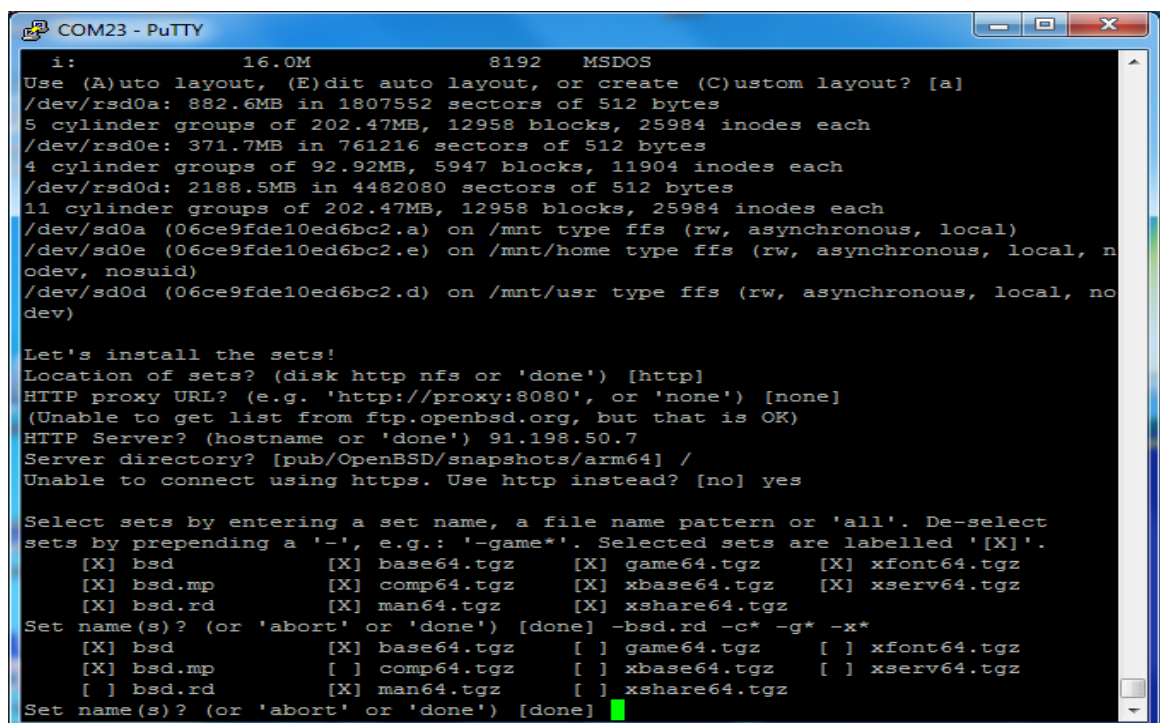 COM23 - PuTTY
i: 16.0M 8192 MSDOS
Use (A)uto layout, (E)dit auto layout, or create (C)ustom layout? [a]
/dev/rsd0a: 882.6MB in 1807552 sectors of 512 bytes
5 cylinder groups of 202.47MB, 12958 blocks, 25984 inodes each
/dev/rsd0e: 371.7MB in 761216 sectors of 512 bytes
4 cylinder groups of 92.92MB, 5947 blocks, 11904 inodes each
/dev/rsd0d: 2188.5MB in 4482080 sectors of 512 bytes
11 cylinder groups of 202.47MB, 12958 blocks, 25984 inodes each
/dev/sd0a (06ce9fde10ed6bc2.a) on /mnt type ffs (rw, asynchronous, local)
/dev/sd0e (06ce9fde10ed6bc2.e) on /mnt/home type ffs (rw, asynchronous, local, n
odev, nosuid)
/dev/sd0d (06ce9fde10ed6bc2.d) on /mnt/usr type ffs (rw, asynchronous, local, no
dev)
Let's install the sets!
Location of sets? (disk http nfs or 'done') [http]
HTTP proxy URL? (e.g. 'http://proxy:8080', or 'none') [none]
(Unable to get list from ftp.openbsd.org, but that is OK)
HTTP Server? (hostname or 'done') 91.198.50.7
Server directory? [pub/OpenBSD/snapshots/arm64] /
Unable to connect using https. Use http instead? [no] yes
Select sets by entering a set name, a file name pattern or 'all'. De-select
sets by prepending a '-', e.g.: '-game*'. Selected sets are labelled '[X]'.
[X] bsd [X] base64.tgz [X] game64.tgz [X] xfont64.tgz
[X] bsd.mp [X] comp64.tgz [X] xbase64.tgz [X] xserv64.tgz
[X] bsd.rd [X] man64.tgz [X] xshare64.tgz
Set name(s)? (or 'abort' or 'done') [done] -bsd.rd -c* -g* -x*
[X] bsd [X] base64.tgz [ ] game64.tgz [ ] xfont64.tgz
[X] bsd.mp [ ] comp64.tgz [ ] xbase64.tgz [ ] xserv64.tgz
[ ] bsd.rd [X] man64.tgz [ ] xshare64.tgz
Set name(s)? (or 'abort' or 'done') [done]